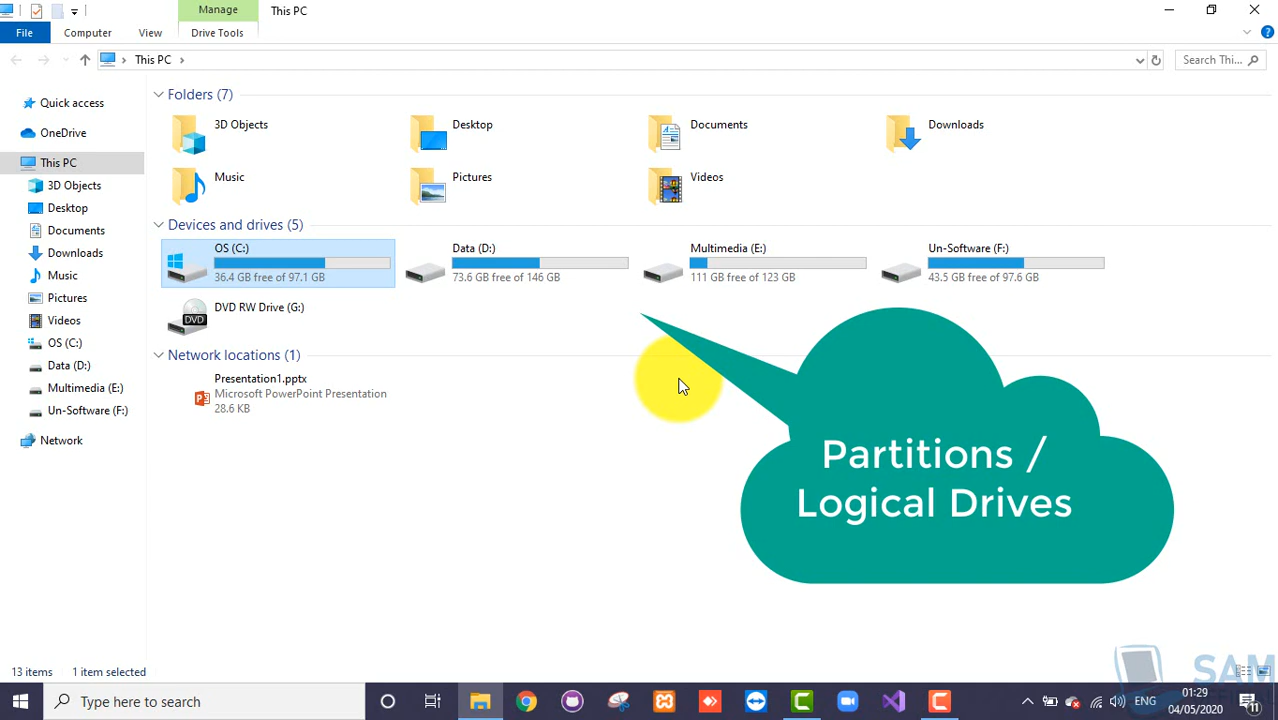 Manage
This PC
File
Computer
View
Drive Tools
This PC
Search Thi...
Quick access
OneDrive
This PC
3D Objects
Desktop
Documents
Downloads
Music
Pictures
Videos
OS (C:)
Data (D:)
Multimedia (E:)
Un-Software (F:)
Network
Folders (7)
3D Objects
Desktop
Documents
Downloads
Music
Pictures
Videos
Devices and drives (5)
OS (C:)
36.4 GB free of 97.1 GB
Data (D:)
73.6 GB free of 146 GB
Multimedia (E:)
111 GB free of 123 GB
Un-Software (F:)
43.5 GB free of 97.6 GB
DVD
DVD RW Drive (G:)
Network locations (1)
Presentation1.pptx
Microsoft PowerPoint Presentation
28.6 KB
Partitions /
Logical Drives
13 items
1 item selected
SAM
Type here to search
ENG
01:29
04/05/2020
11